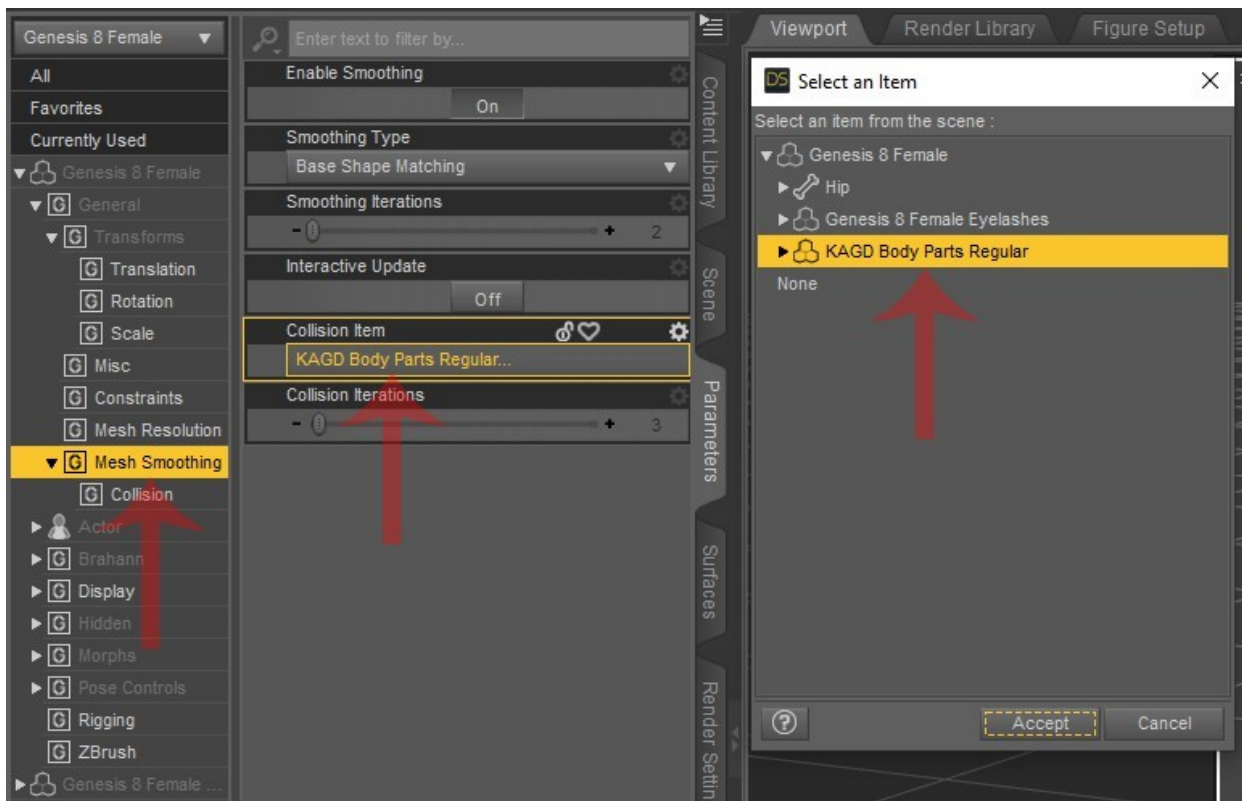 Genesis 8 Female
All
Favorites
Currently Used
Genesis 8 Female
G General
G Transforms
G Translation
G Rotation
G Scale
G Misc
G Constraints
G Mesh Resolution
G Mesh Smoothing
G Collision
Actor
G Brahann
G Display
G Hidden
G Morphs
G Pose Controls
G Rigging
G ZBrush
Genesis 8 Female ...
Enter text to filter by...
Enable Smoothing
On
Smoothing Type
Base Shape Matching
Smoothing Iterations
- + 2
Interactive Update
Off
Collision Item
KAGD Body Parts Regular...
Collision Iterations
- + 3
Content Library
Scene
Parameters
Surfaces
Render Settin
Viewport
Render Library
Figure Setup
DS Select an Item
Select an item from the scene :
Genesis 8 Female
Hip
Genesis 8 Female Eyelashes
KAGD Body Parts Regular
None
? Accept Cancel